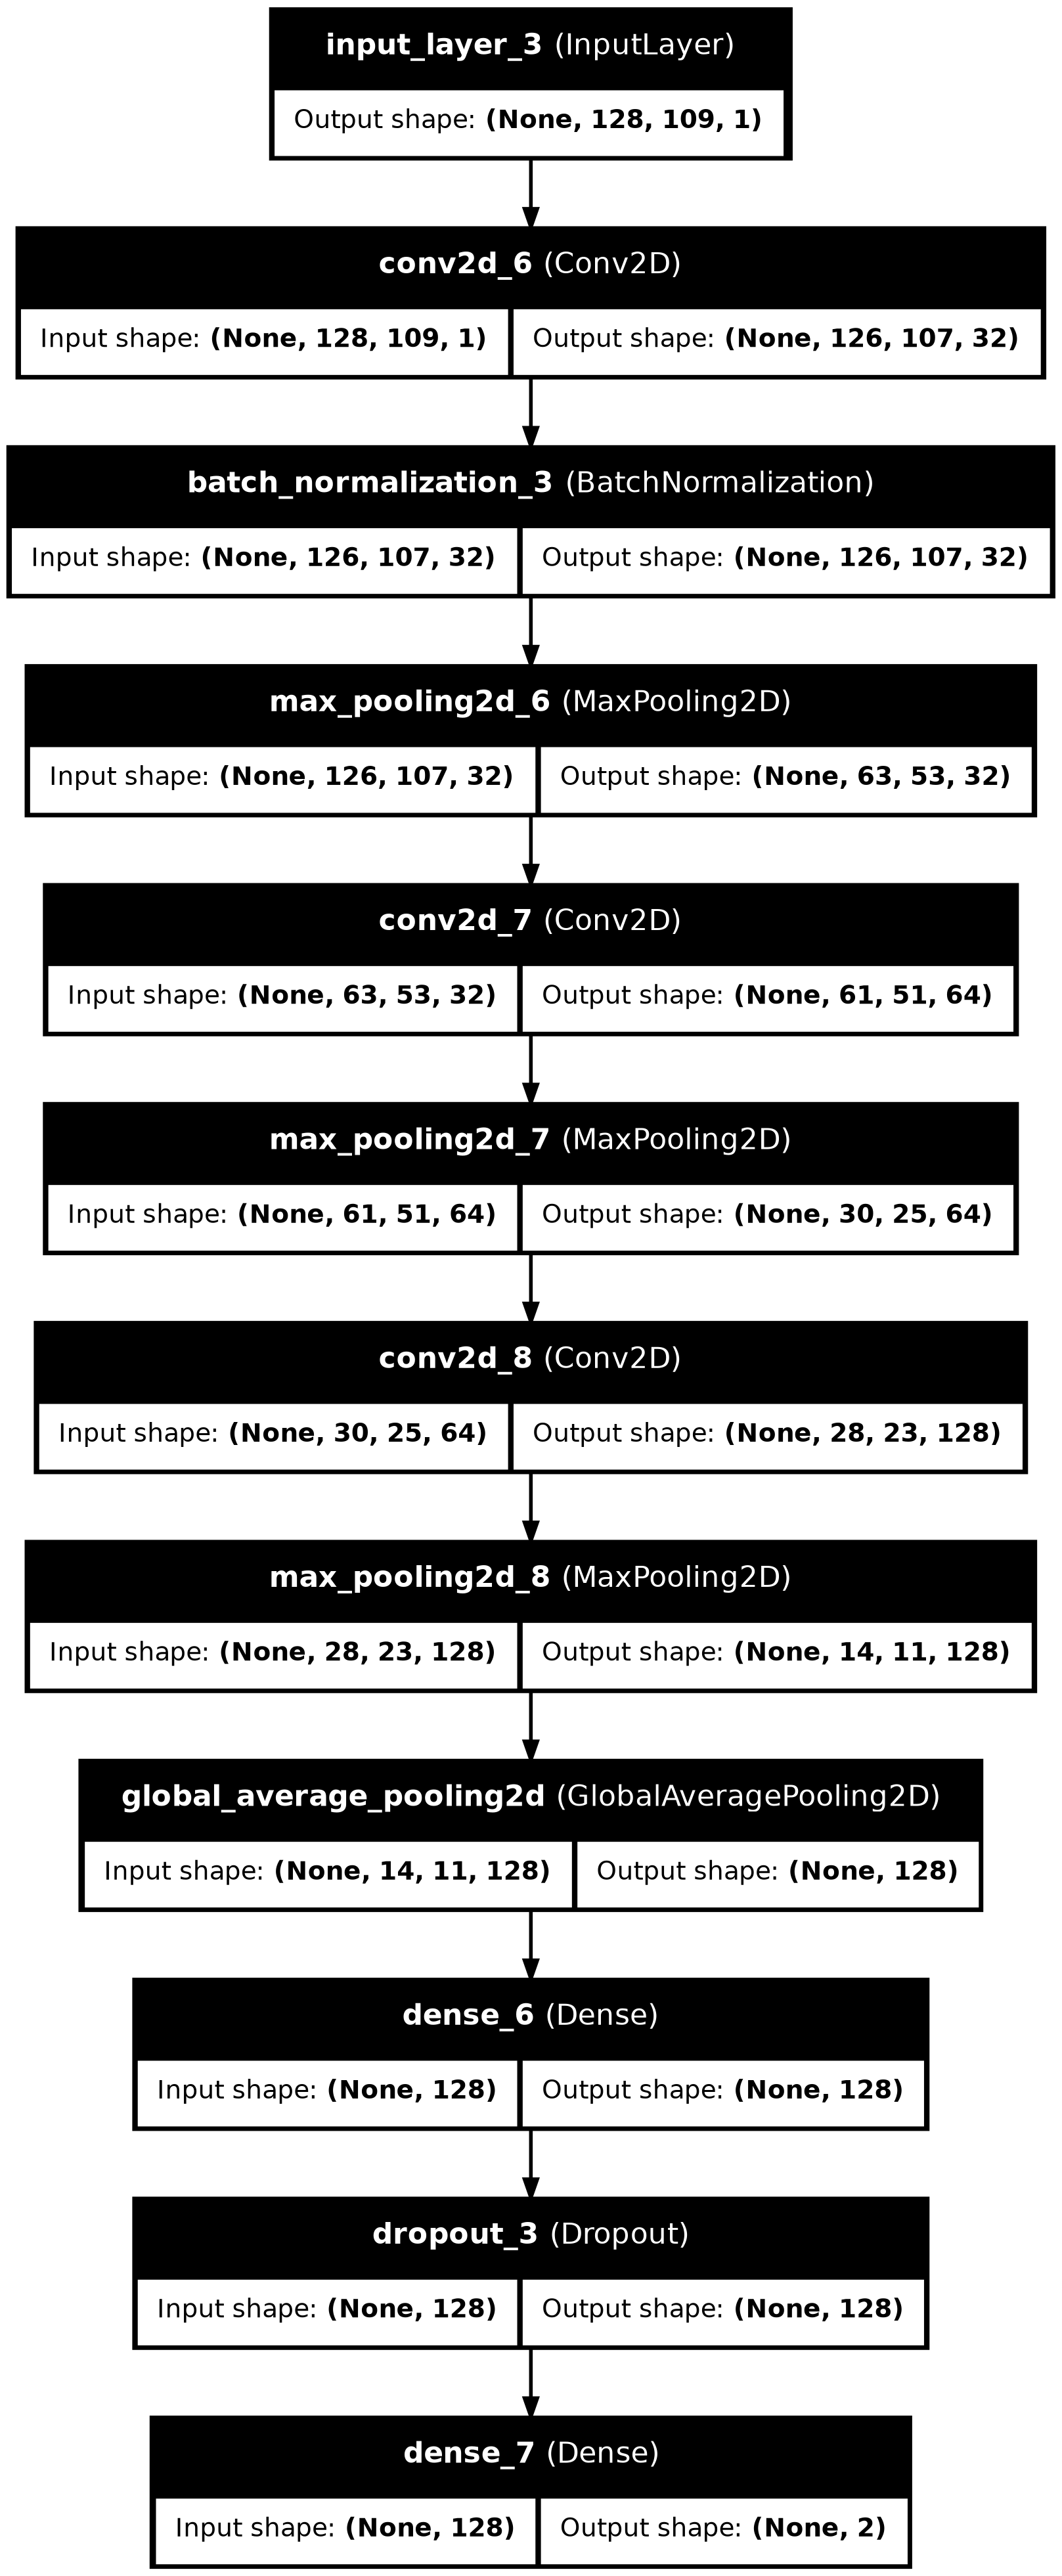 input_layer_3 (InputLayer)
Output shape: (None, 128, 109, 1)
conv2d_6 (Conv2D)
Input shape: (None, 128, 109, 1) Output shape: (None, 126, 107, 32)
batch_normalization_3 (BatchNormalization)
Input shape: (None, 126, 107, 32) Output shape: (None, 126, 107, 32)
max_pooling2d_6 (MaxPooling2D)
Input shape: (None, 126, 107, 32) Output shape: (None, 63, 53, 32)
conv2d_7 (Conv2D)
Input shape: (None, 63, 53, 32) Output shape: (None, 61, 51, 64)
max_pooling2d_7 (MaxPooling2D)
Input shape: (None, 61, 51, 64) Output shape: (None, 30, 25, 64)
conv2d_8 (Conv2D)
Input shape: (None, 30, 25, 64) Output shape: (None, 28, 23, 128)
max_pooling2d_8 (MaxPooling2D)
Input shape: (None, 28, 23, 128) Output shape: (None, 14, 11, 128)
global_average_pooling2d (GlobalAveragePooling2D)
Input shape: (None, 14, 11, 128) Output shape: (None, 128)
dense_6 (Dense)
Input shape: (None, 128) Output shape: (None, 128)
dropout_3 (Dropout)
Input shape: (None, 128) Output shape: (None, 128)
dense_7 (Dense)
Input shape: (None, 128) Output shape: (None, 2)